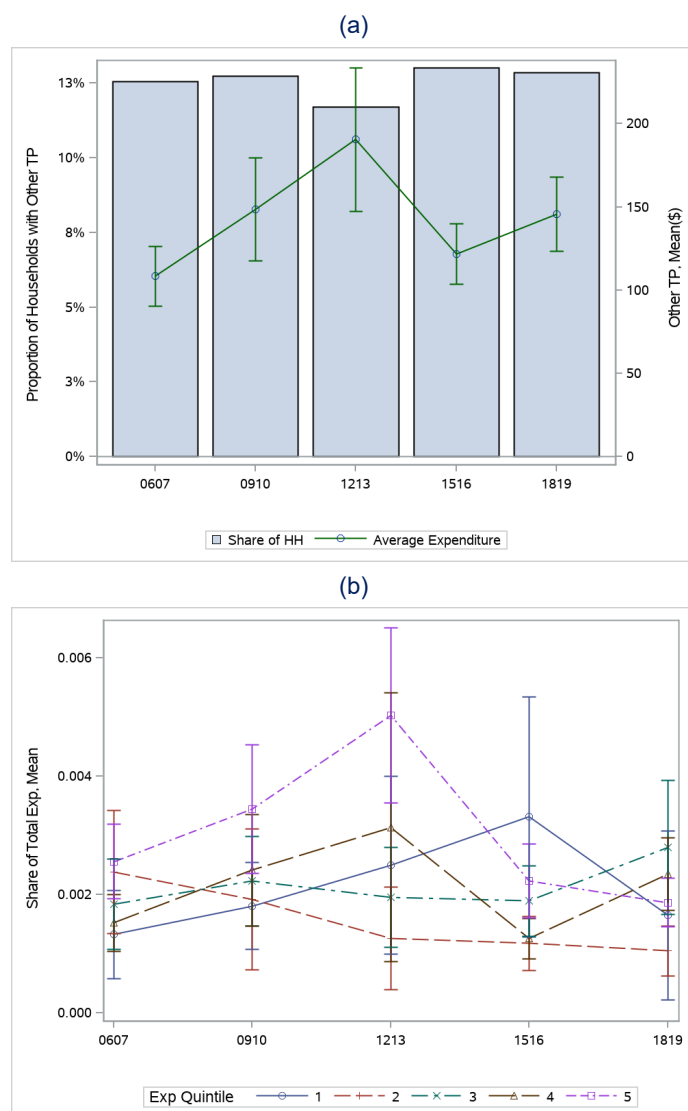 (a)
Proportion of Households with Other TP
13%
10%
8%
5%
3%
0%
200
150
100
50
0
Other TP, Mean($)
0607 0910 1213 1516 1819
Share of HH Average Expenditure
(b)
Share of Total Exp, Mean
0.006
0.004
0.002
0.000
0607 0910 1213 1516 1819
Exp Quintile 1 2 3 4 5